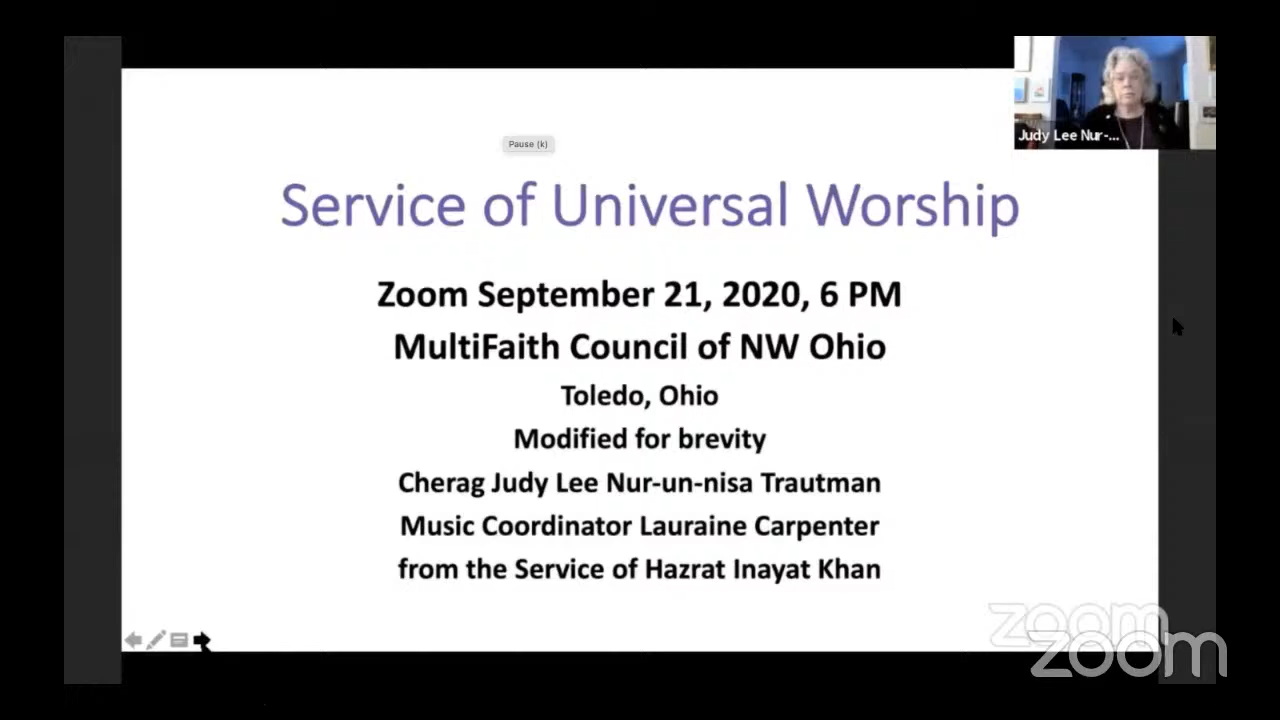 Judy Lee Nur-...
Pause (k)
Service of Universal Worship
Zoom September 21, 2020, 6 PM
MultiFaith Council of NW Ohio
Toledo, Ohio
Modified for brevity
Cherag Judy Lee Nur-un-nisa Trautman
Music Coordinator Lauraine Carpenter
from the Service of Hazrat Inayat Khan
zoom
zoom